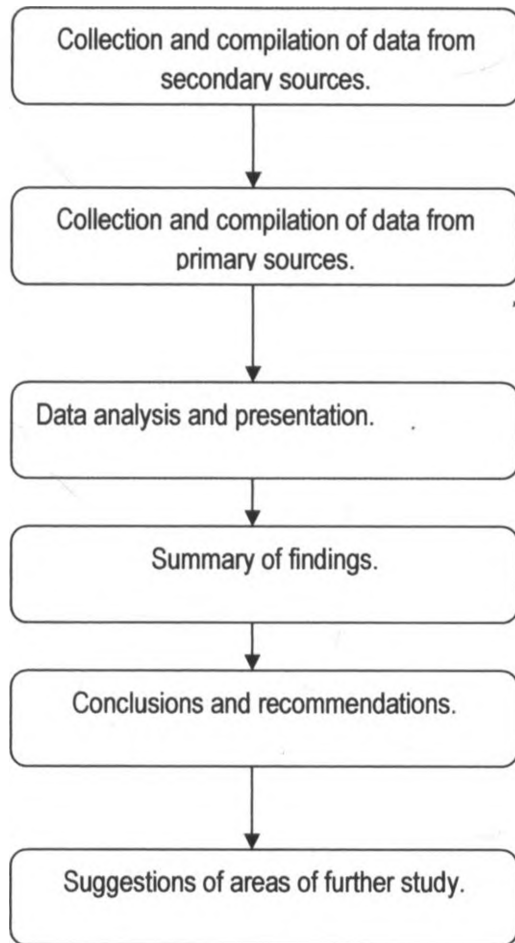 Collection and compilation of data from
secondary sources.
Collection and compilation of data from
primary sources.
Data analysis and presentation.
Summary of findings.
Conclusions and recommendations.
Suggestions of areas of further study.